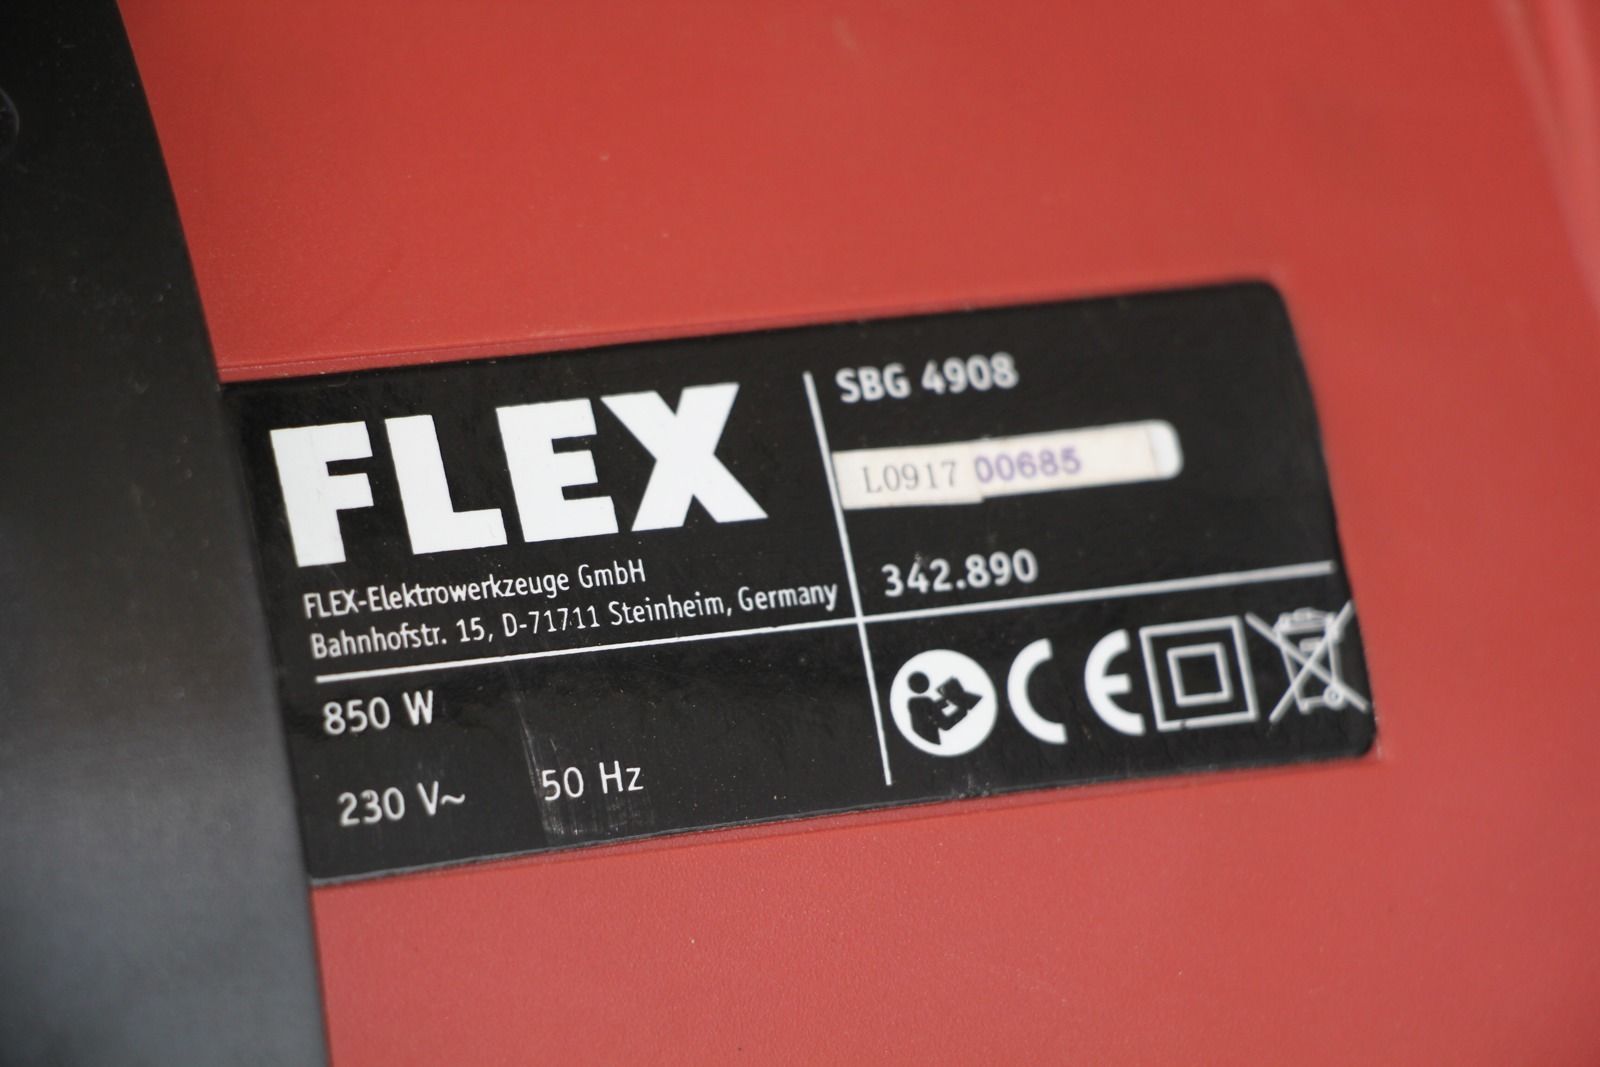 FLEX
FLEX-Elektrowerkzeuge GmbH
Bahnhofstr. 15, D-71711 Steinheim, Germany
850 W
230 V~ 50 Hz
SBG 4908
L0917 00685
342.890
CE